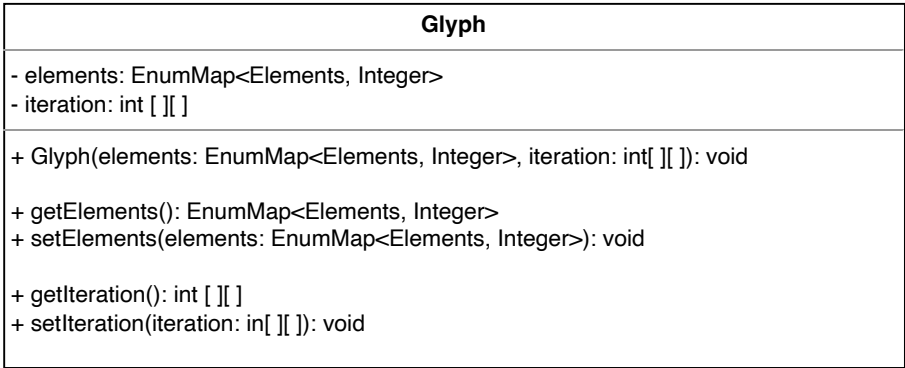 Glyph
- elements: EnumMap<Elements, Integer>
- iteration: int [ ][ ]
+ Glyph(elements: EnumMap<Elements, Integer>, iteration: int[ ][ ]): void
+ getElements(): EnumMap<Elements, Integer>
+ setElements(elements: EnumMap<Elements, Integer>): void
+ getIteration(): int [ ][ ]
+ setIteration(iteration: in[ ][ ]): void